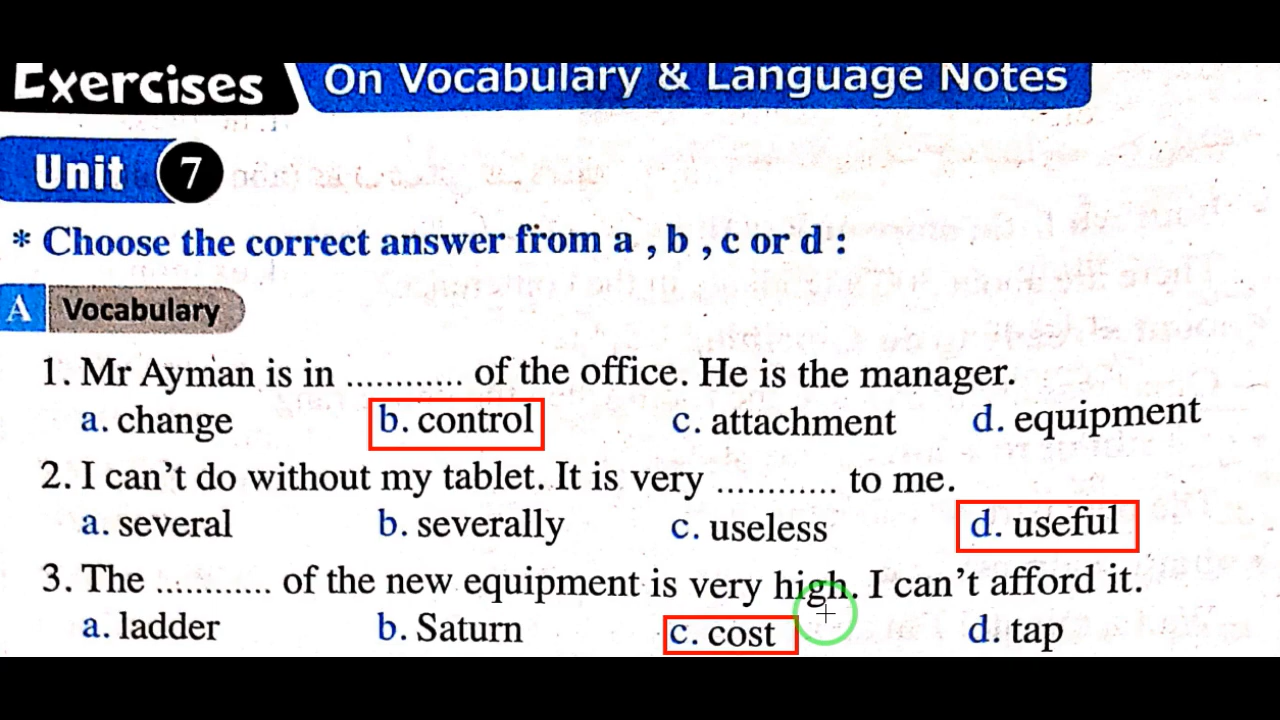 Exercises On Vocabulary & Language Notes
Unit 7
* Choose the correct answer from a , b , c or d :
A Vocabulary
1. Mr Ayman is in ............ of the office. He is the manager.
a. change b. control c. attachment d. equipment
2. I can't do without my tablet. It is very ............ to me.
a. several b. severally c. useless d. useful
3. The ............ of the new equipment is very high. I can't afford it.
a. ladder b. Saturn c. cost d. tap